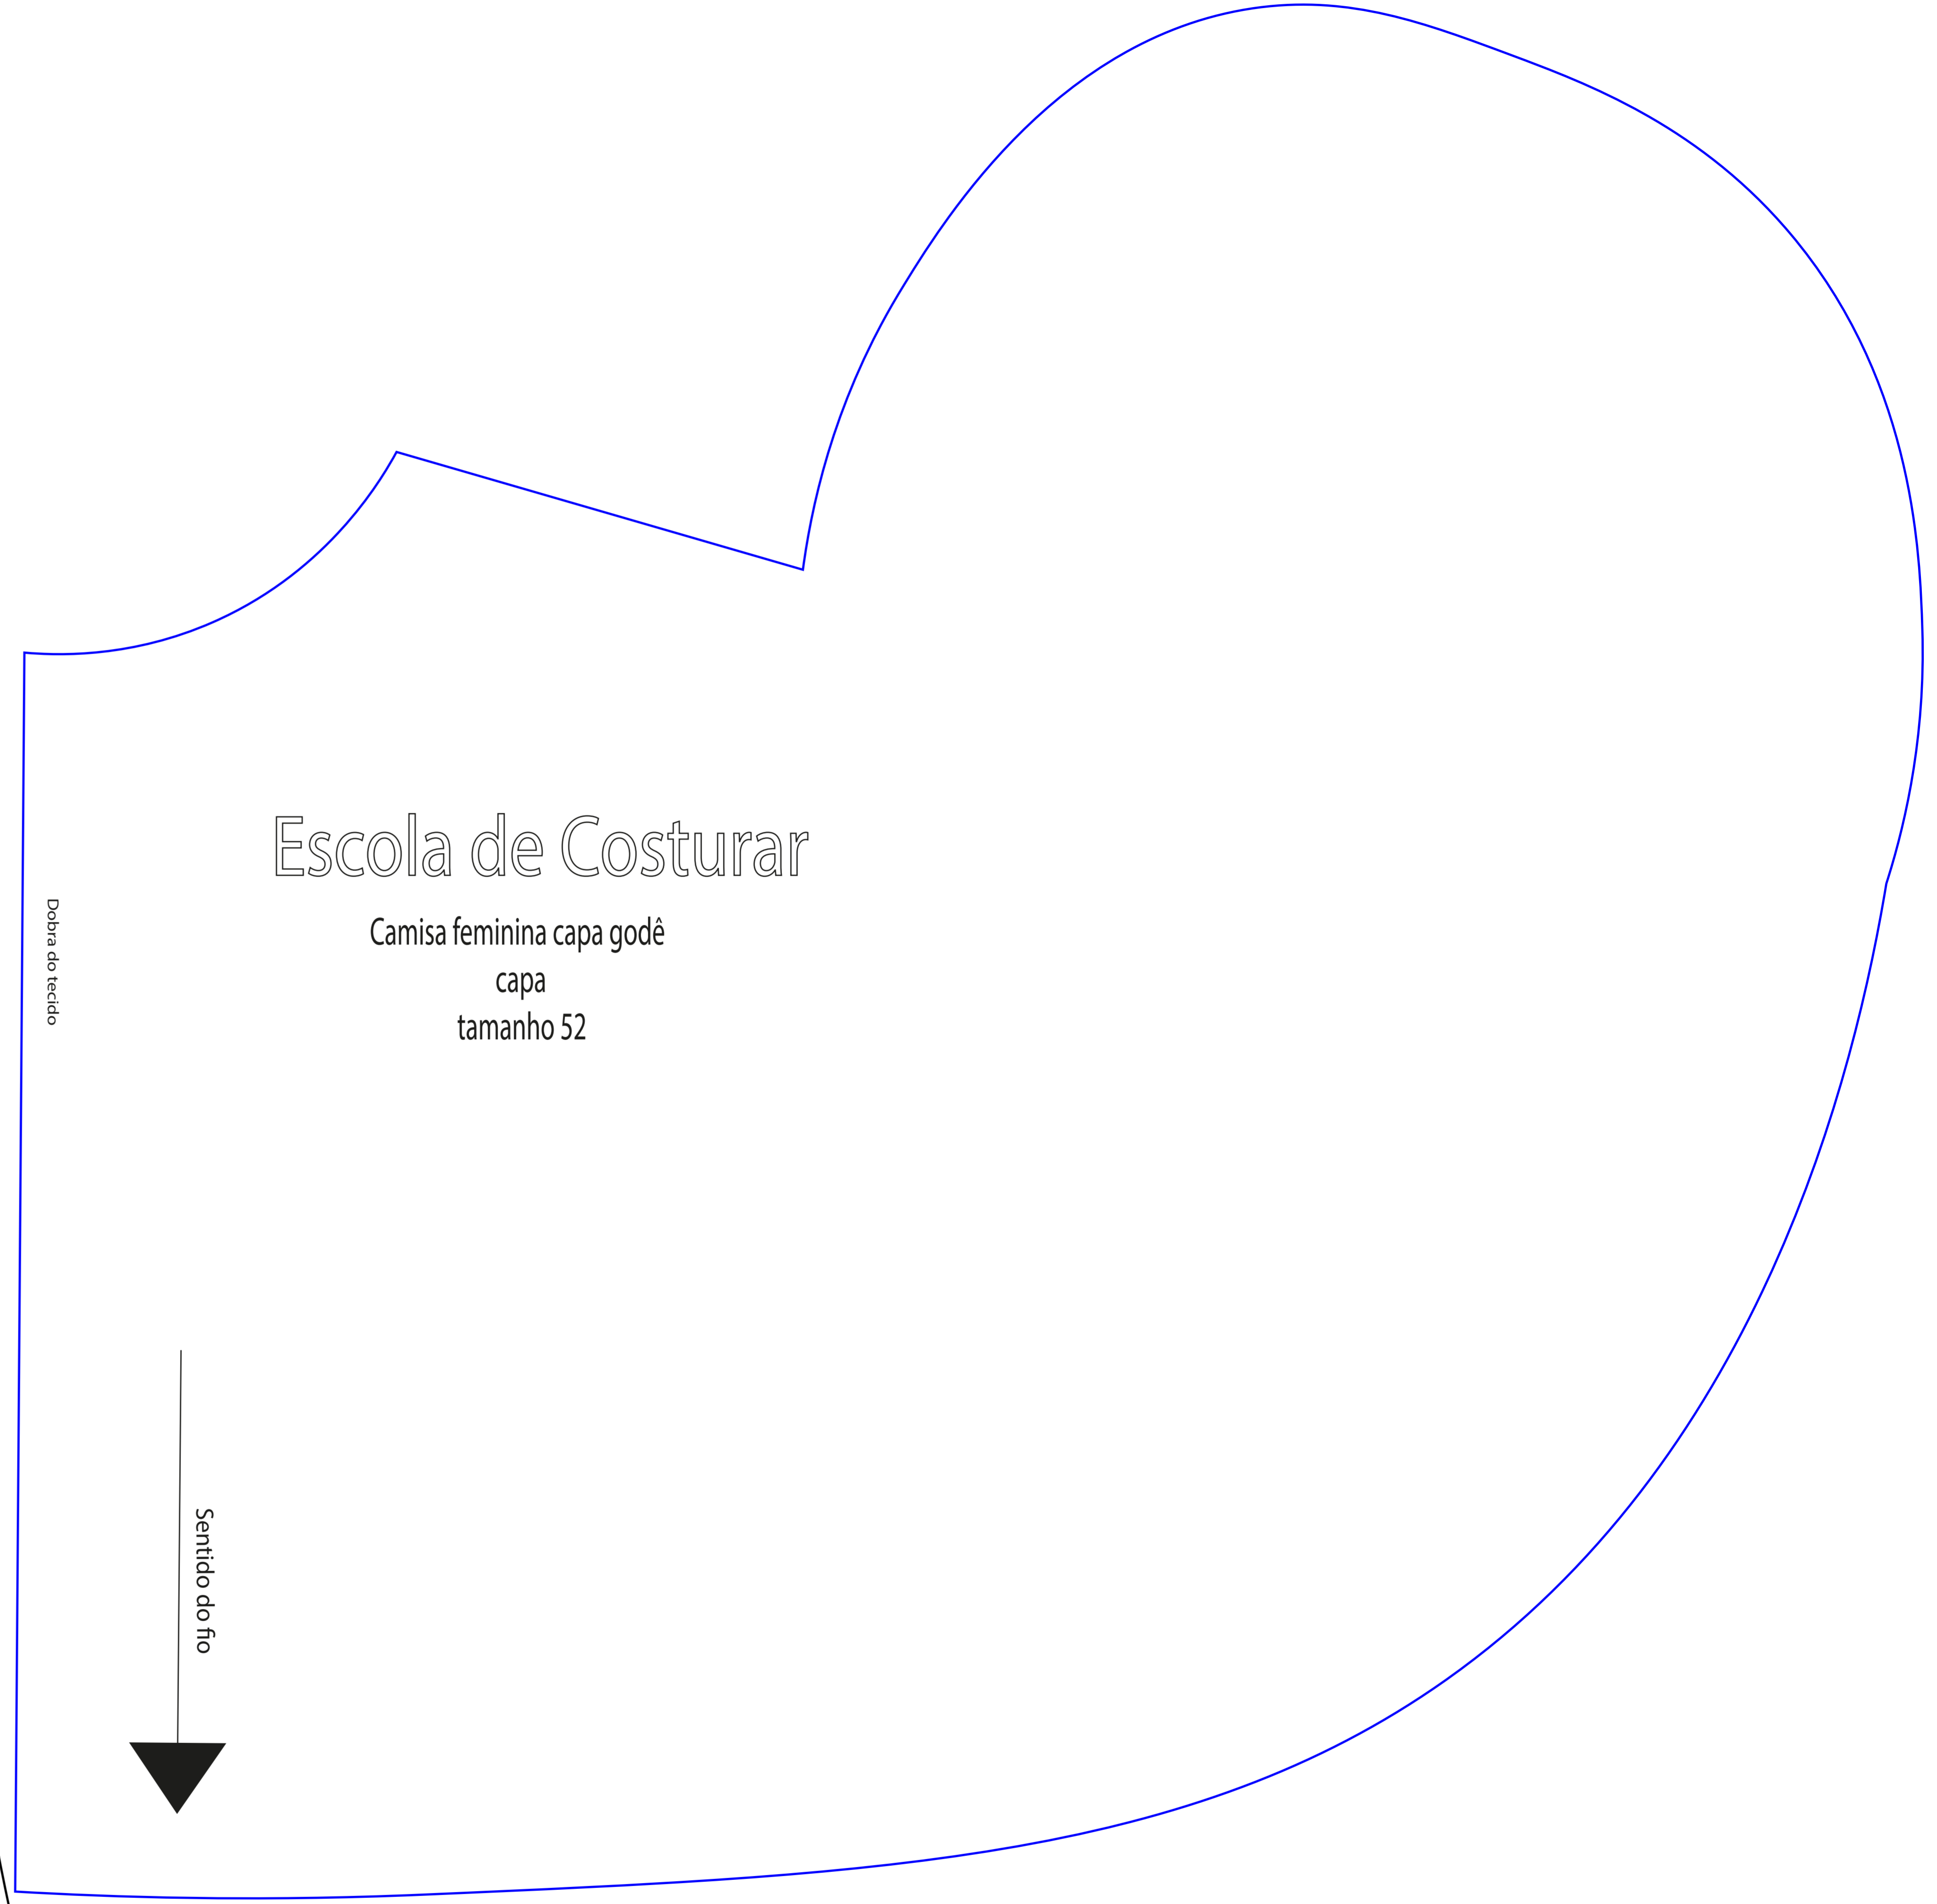 Escola de Costurar
Camisa feminina capa godê
capa
tamanho 52
Dobra do tecido
Sentido do fio